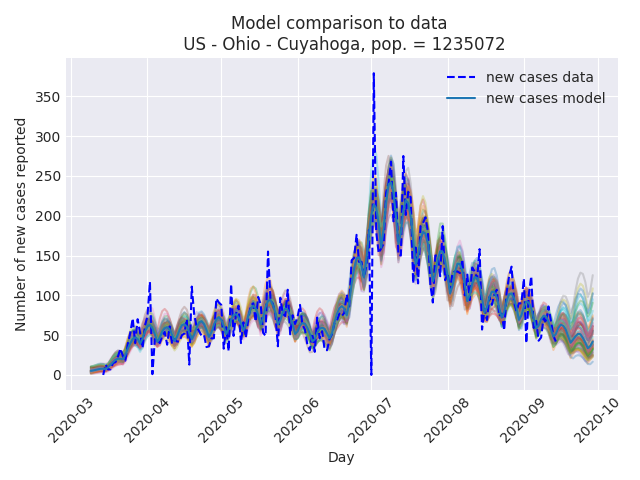 Model comparison to data
US - Ohio - Cuyahoga, pop. = 1235072
new cases data
new cases model
Number of new cases reported
350
300
250
200
150
100
50
0
2020-03
2020-04
2020-05
2020-06
2020-07
2020-08
2020-09
2020-10
Day